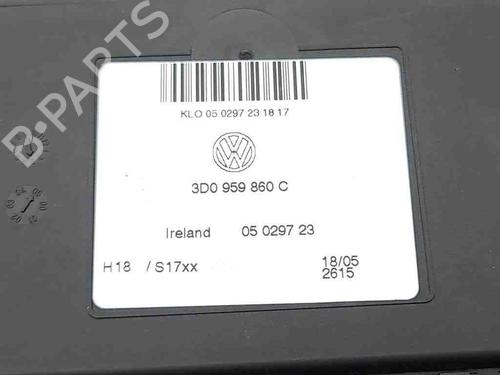 B-PARTS
KLO 05 0297 23 18 17
3D0 959 860 C
Ireland 05 0297 23
H18 / S17xx 18/05
2615